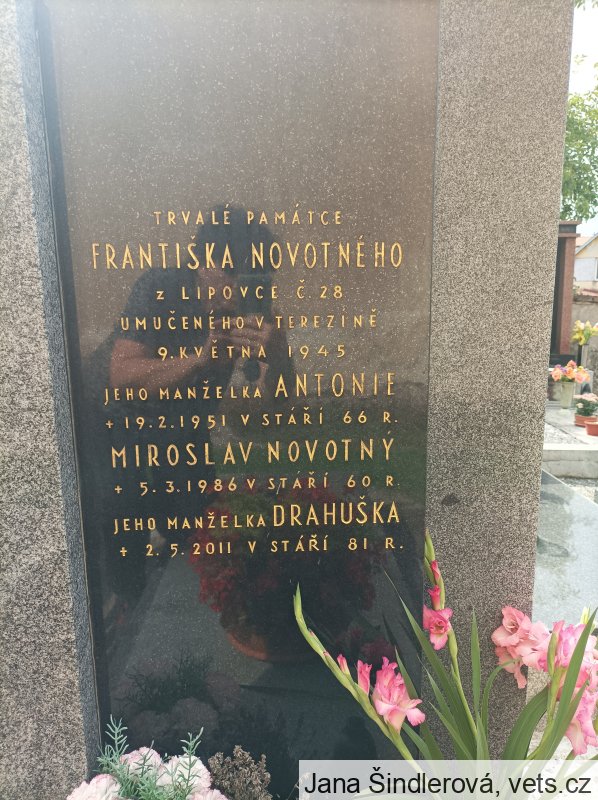 TRVALÉ PAMÁTCE
FRANTIŠKA NOVOTNÉHO
z LIPOVCE Č. 28
UMUČENÉHO V TEREZÍNĚ
9. KVĚTNA 1945
JEHO MANŽELKA ANTONIE
+ 19.2.1951 V STÁŘÍ 66 R.
MIROSLAV NOVOTNÝ
+ 5.3.1986 V STÁŘÍ 60 R.
JEHO MANŽELKA DRAHUŠKA
+ 2.5.2011 V STÁŘÍ 81 R.
Jana Šindlerová, vets.cz